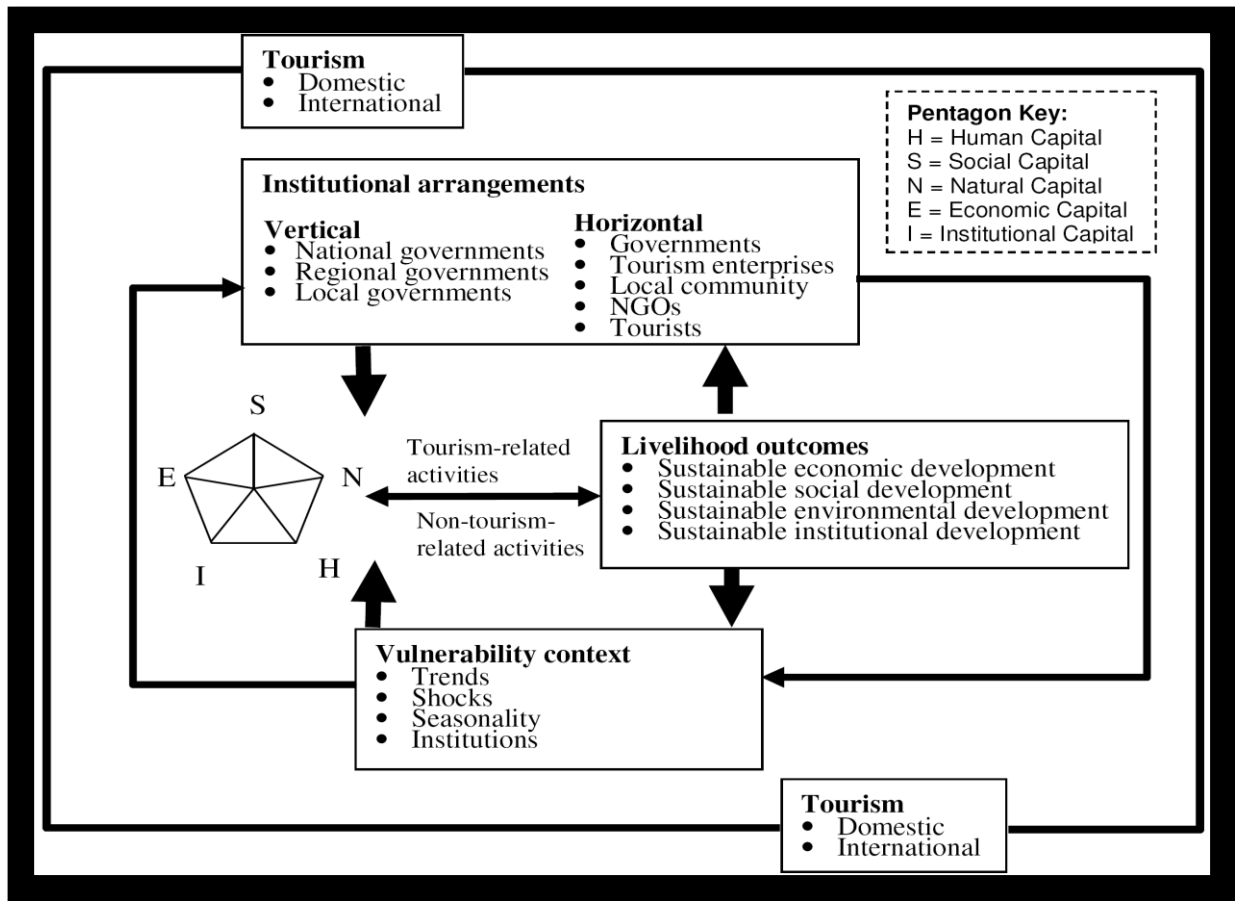 Tourism
• Domestic
• International
Pentagon Key:
H = Human Capital
S = Social Capital
N = Natural Capital
E = Economic Capital
I = Institutional Capital
Institutional arrangements
Vertical
• National governments
• Regional governments
• Local governments
Horizontal
• Governments
• Tourism enterprises
• Local community
• NGOs
• Tourists
S
E
N
I
H
Tourism-related
activities
Non-tourism-
related activities
Livelihood outcomes
• Sustainable economic development
• Sustainable social development
• Sustainable environmental development
• Sustainable institutional development
Vulnerability context
• Trends
• Shocks
• Seasonality
• Institutions
Tourism
• Domestic
• International